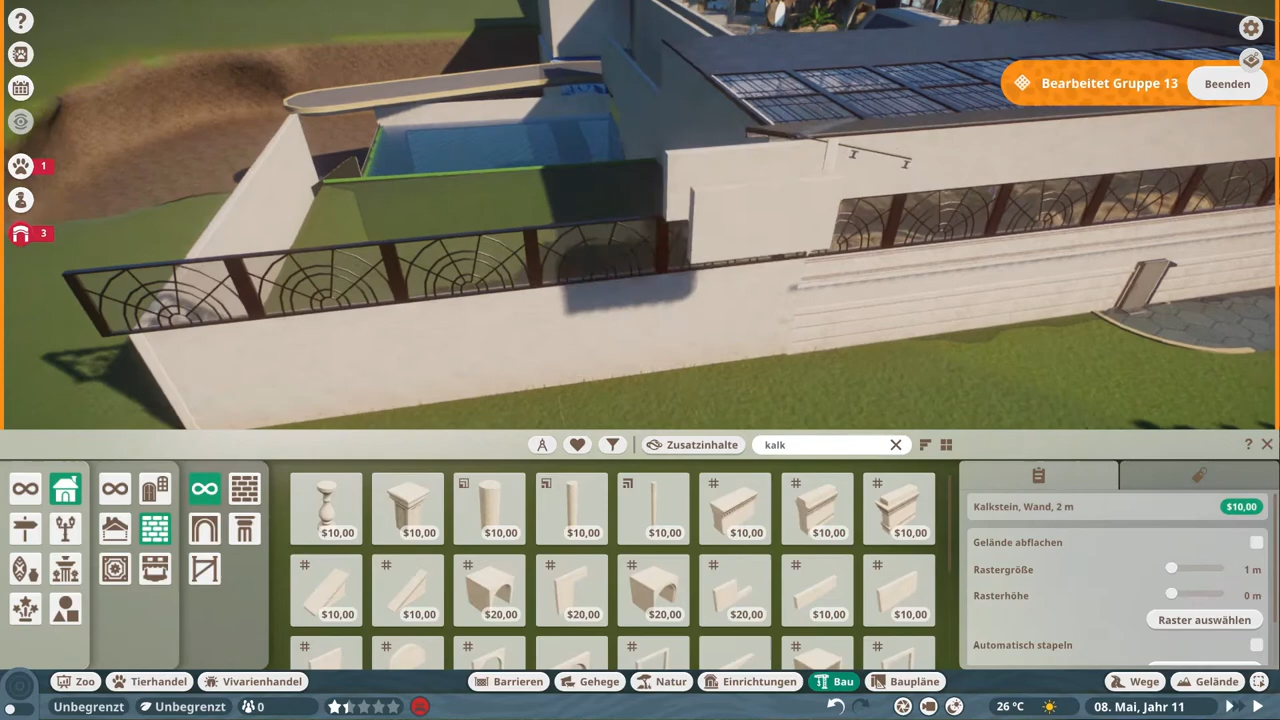 ?
Bearbeitet Gruppe 13
Beenden
1
3
Zusatzinhalte
kalk
?
$10,00 $10,00 $10,00 $10,00 $10,00 $10,00 $10,00 $10,00
$10,00 $10,00 $20,00 $20,00 $20,00 $20,00 $10,00 $10,00
Kalkstein, Wand, 2 m
$10,00
Gelände abflachen
Rastergröße
1 m
Rasterhöhe
0 m
Raster auswählen
Automatisch stapeln
Zoo
Tierhandel
Vivarienhandel
Barrieren
Gehege
Natur
Einrichtungen
Bau
Baupläne
Wege
Gelände
Unbegrenzt
Unbegrenzt
0
26 °C
08. Mai, Jahr 11